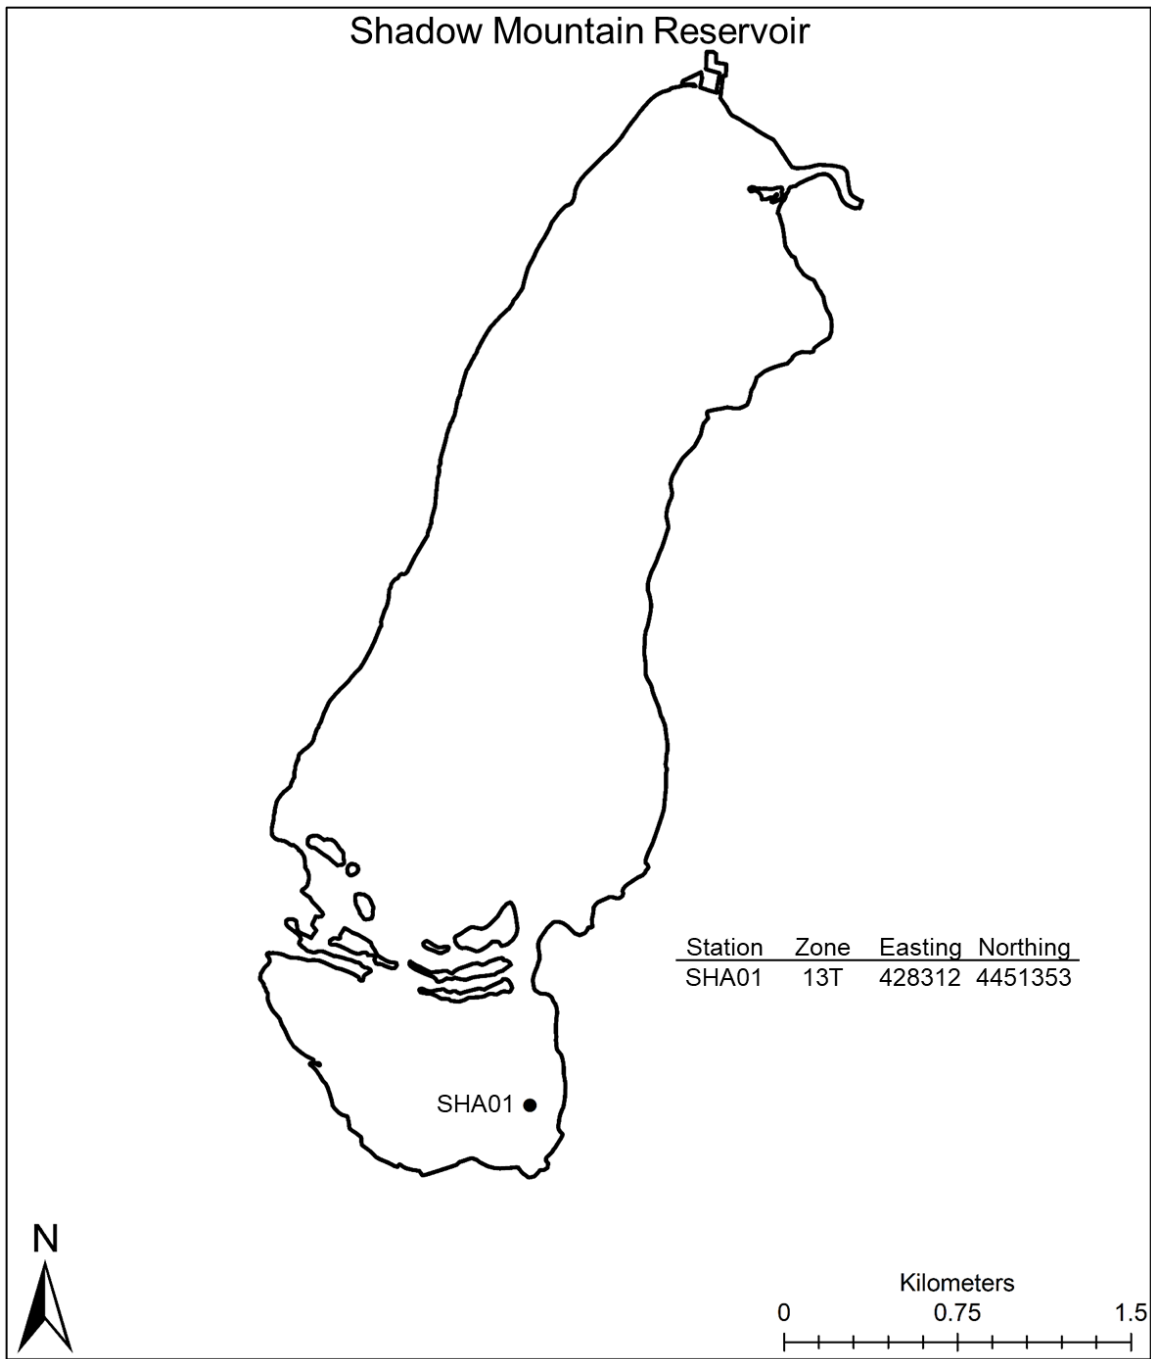 Shadow Mountain Reservoir
Station Zone Easting Northing
SHA01 13T 428312 4451353
SHA01
N
Kilometers
0 0.75 1.5